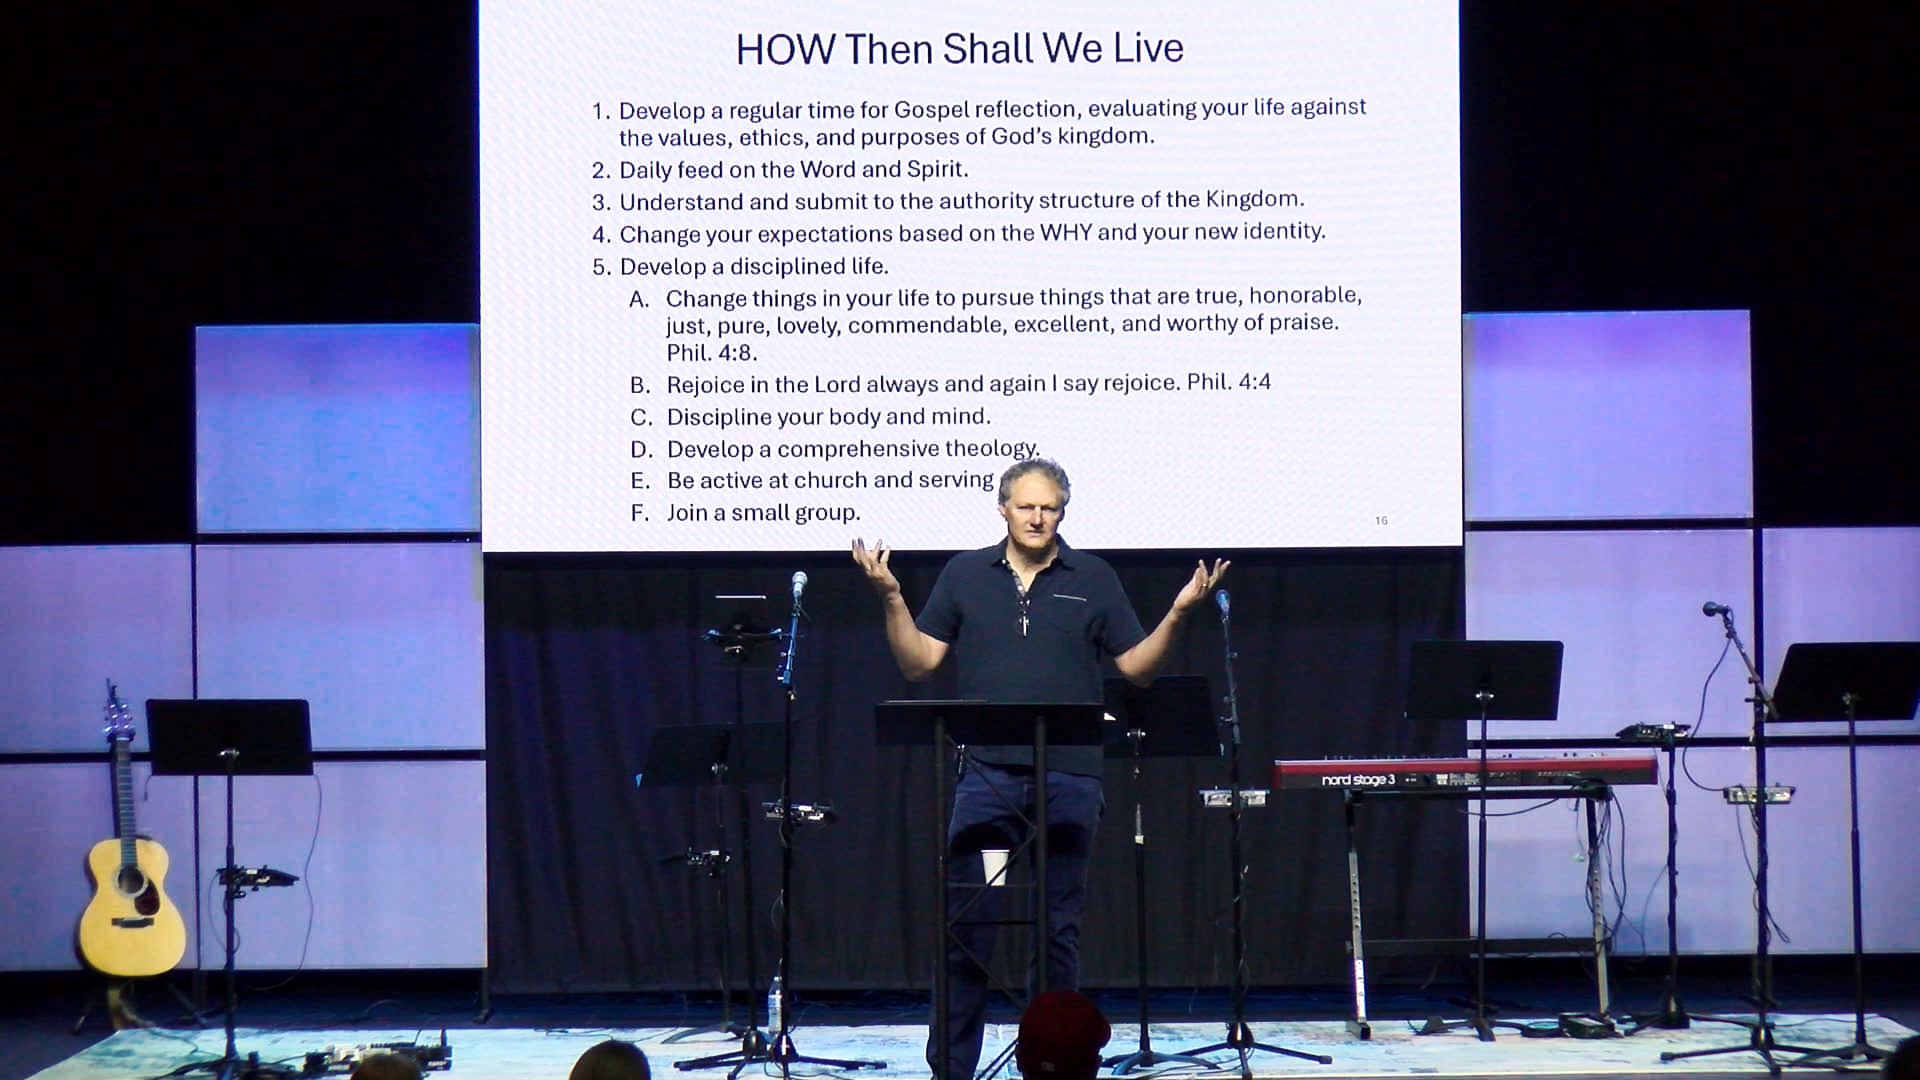 HOW Then Shall We Live
1. Develop a regular time for Gospel reflection, evaluating your life against
the values, ethics, and purposes of God's kingdom.
2. Daily feed on the Word and Spirit.
3. Understand and submit to the authority structure of the Kingdom.
4. Change your expectations based on the WHY and your new identity.
5. Develop a disciplined life.
A. Change things in your life to pursue things that are true, honorable,
just, pure, lovely, commendable, excellent, and worthy of praise.
Phil. 4:8.
B. Rejoice in the Lord always and again I say rejoice. Phil. 4:4
C. Discipline your body and mind.
D. Develop a comprehensive theology.
E. Be active at church and serving
F. Join a small group.
16
nord stage 3